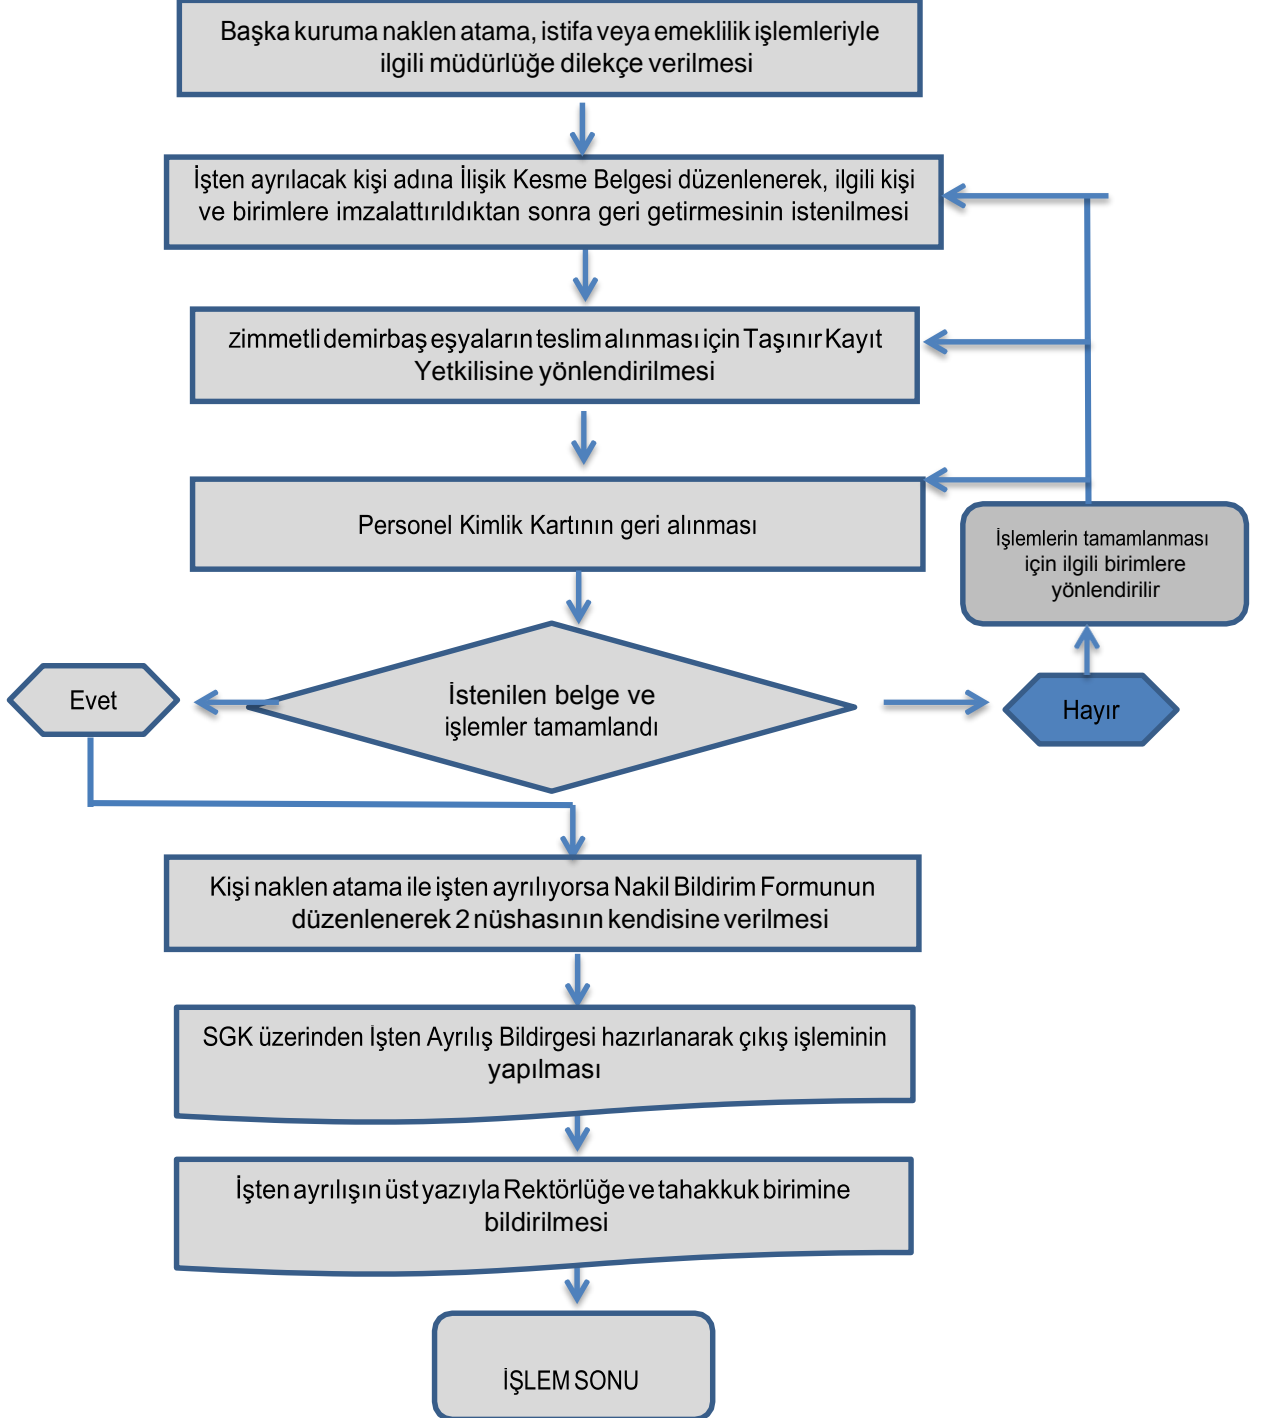 Başka kuruma naklen atama, istifa veya emeklilik işlemleriyle
ilgili müdürlüğe dilekçe verilmesi
İşten ayrılacak kişi adına İlişik Kesme Belgesi düzenlenerek, ilgili kişi
ve birimlere imzalattırıldıktan sonra geri getirmesinin istenilmesi
zimmetli demirbaş eşyaların teslim alınması için Taşınır Kayıt
Yetkilisine yönlendirilmesi
Personel Kimlik Kartının geri alınması
İşlemlerin tamamlanması
için ilgili birimlere
yönlendirilir
İstenilen belge ve
işlemler tamamlandı
Evet
Hayır
Kişi naklen atama ile işten ayrılıyorsa Nakil Bildirim Formunun
düzenlenerek 2 nüshasının kendisine verilmesi
SGK üzerinden İşten Ayrılış Bildirgesi hazırlanarak çıkış işleminin
yapılması
İşten ayrılışın üst yazıyla Rektörlüğe ve tahakkuk birimine
bildirilmesi
İŞLEM SONU